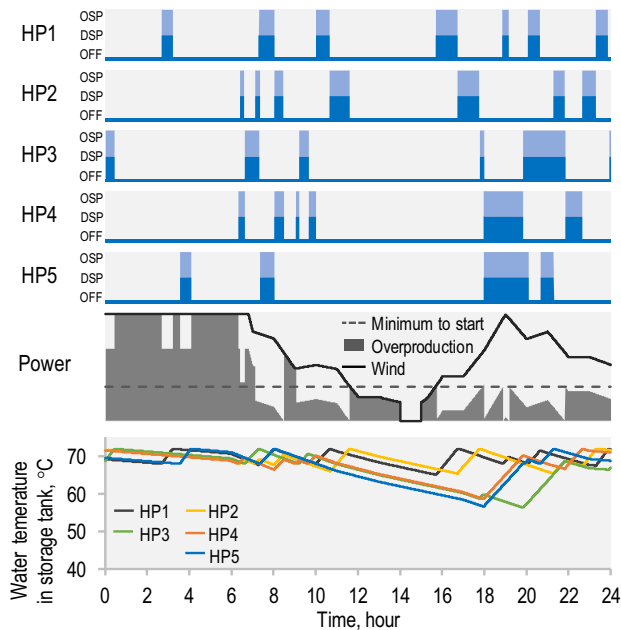 HP1
OSP
DSP
OFF
HP2
OSP
DSP
OFF
HP3
OSP
DSP
OFF
HP4
OSP
DSP
OFF
HP5
OSP
DSP
OFF
Power
Minimum to start
Overproduction
Wind
Water temerature
in storage tank, °C
70
60
50
40
HP1 HP2
HP3 HP4
HP5
0 2 4 6 8 10 12 14 16 18 20 22 24
Time, hour